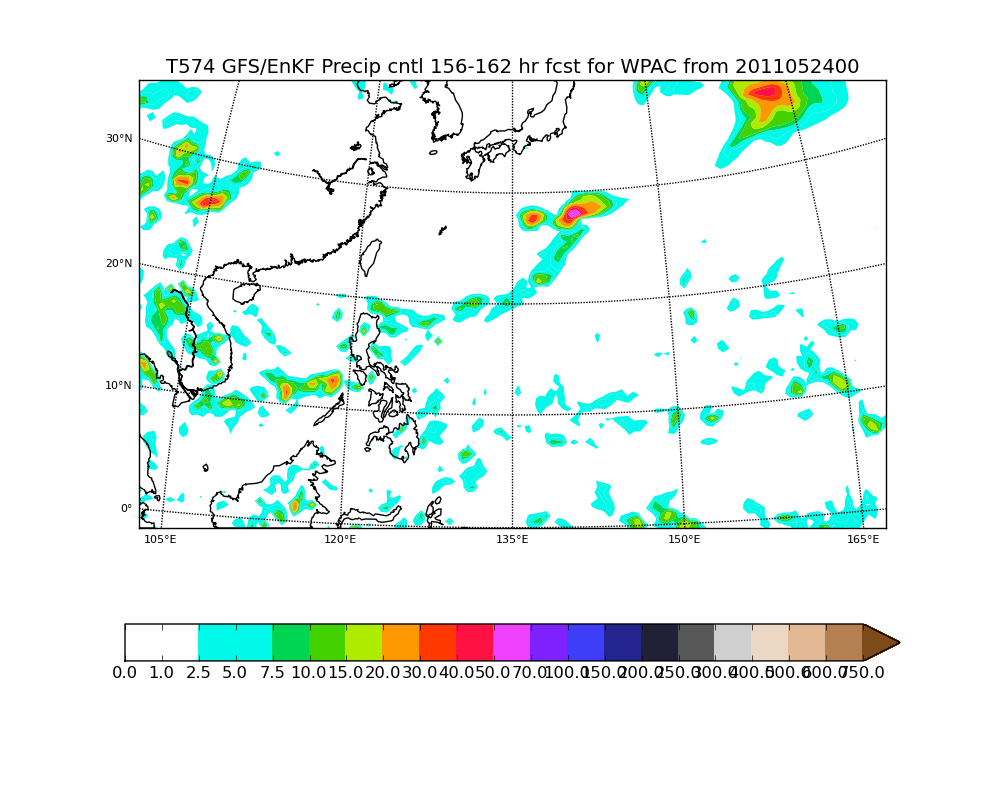 T574 GFS/EnKF Precip cntl 156-162 hr fcst for WPAC from 2011052400
30°N
20°N
10°N
0°
105°E 120°E 135°E 150°E 165°E
0.0 1.0 2.5 5.0 7.5 10.0 15.0 20.0 30.0 40.0 50.0 70.0 100.0 150.0 200.0 250.0 300.0 400.0 500.0 600.0 750.0